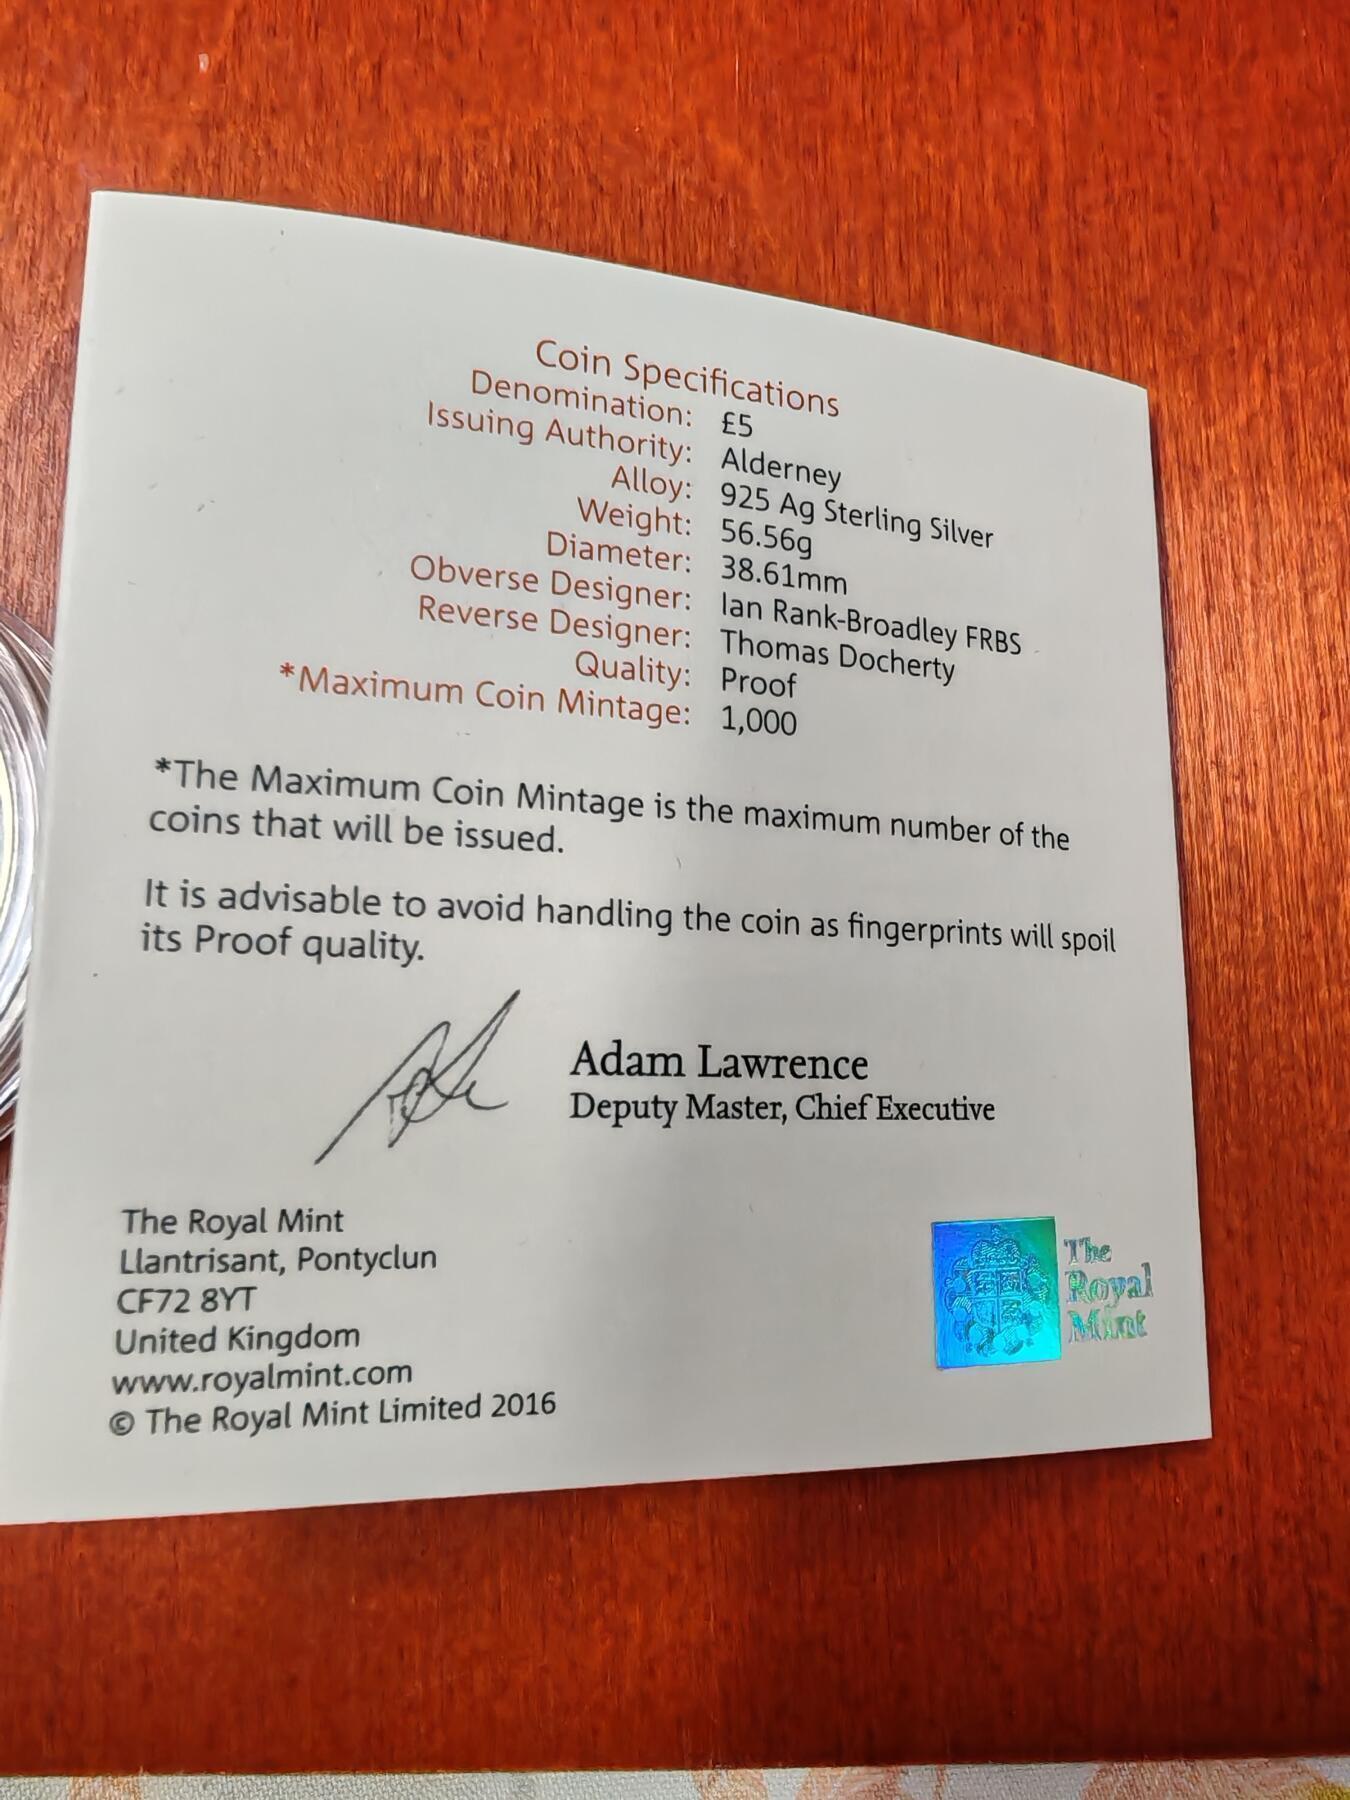 Coin Specifications
Denomination: £5
Issuing Authority: Alderney
Alloy: 925 Ag Sterling Silver
Weight: 56.56g
Diameter: 38.61mm
Obverse Designer: Ian Rank-Broadley FRBS
Reverse Designer: Thomas Docherty
Quality: Proof
*Maximum Coin Mintage: 1,000
*The Maximum Coin Mintage is the maximum number of the
coins that will be issued.
It is advisable to avoid handling the coin as fingerprints will spoil
its Proof quality.
Adam Lawrence
Deputy Master, Chief Executive
The Royal Mint
Llantrisant, Pontyclun
CF72 8YT
United Kingdom
www.royalmint.com
© The Royal Mint Limited 2016
The
Royal
Mint